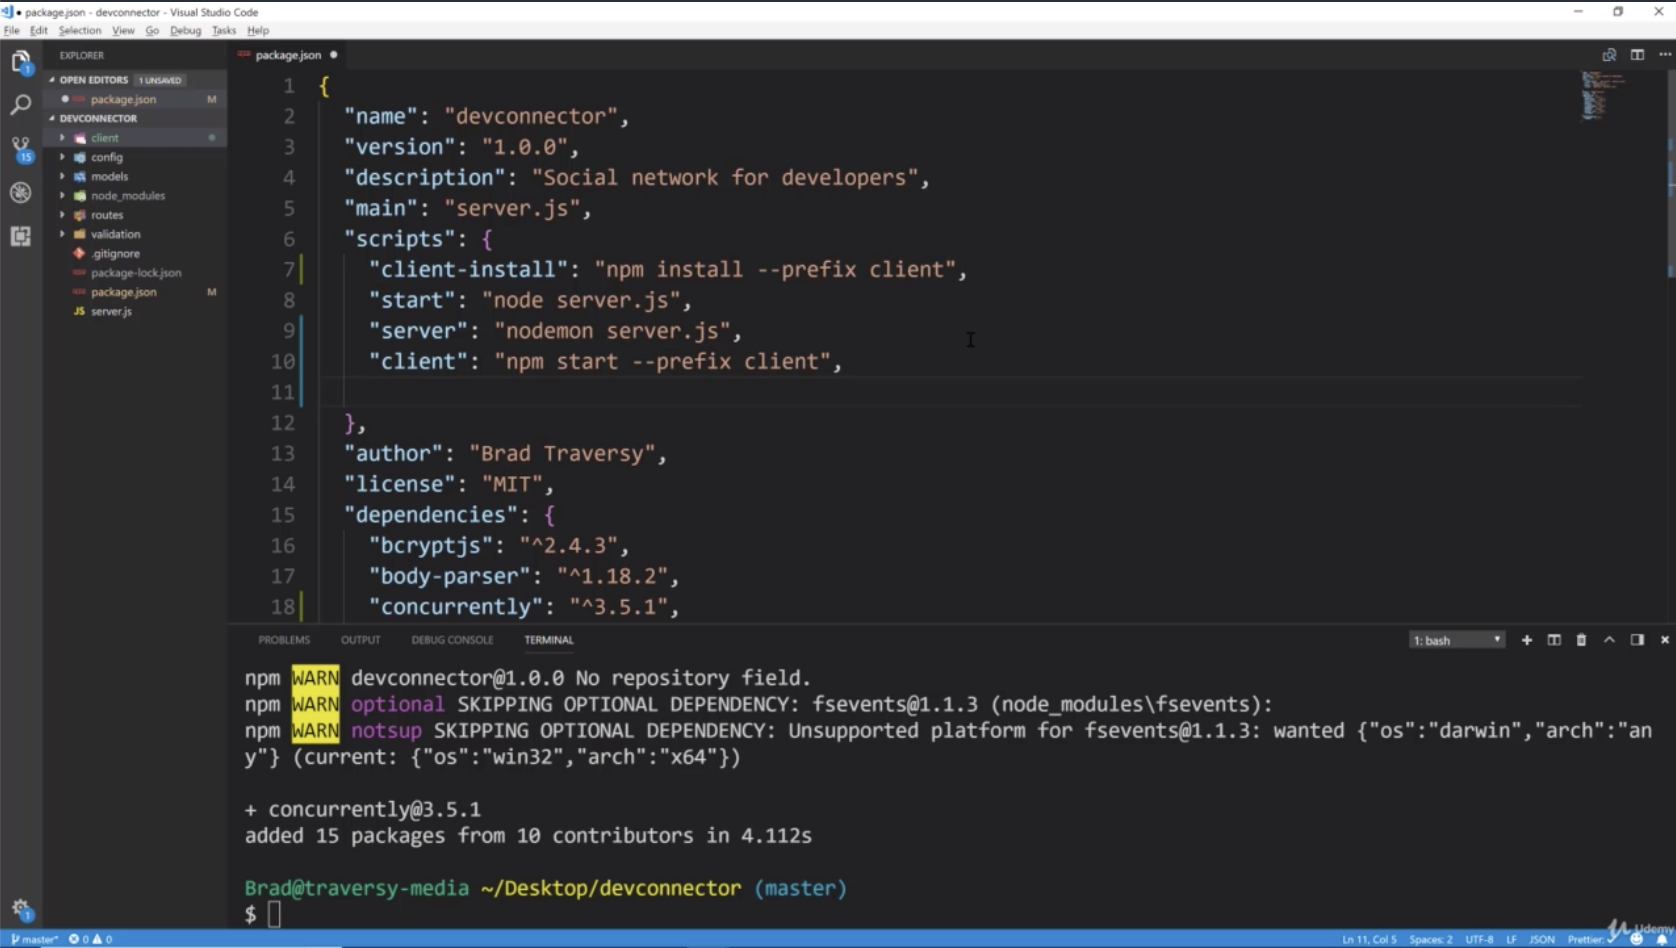 package.json - devconnector - Visual Studio Code
File Edit Selection View Go Debug Tasks Help
EXPLORER
OPEN EDITORS 1 UNSAVED
package.json M
DEVCONNECTOR
client
config
models
node_modules
routes
validation
.gitignore
package-lock.json
package.json M
JS server.js
1
15
1
package.json
1 {
2 "name": "devconnector",
3 "version": "1.0.0",
4 "description": "Social network for developers",
5 "main": "server.js",
6 "scripts": {
7 "client-install": "npm install --prefix client",
8 "start": "node server.js",
9 "server": "nodemon server.js",
10 "client": "npm start --prefix client",
11
12 },
13 "author": "Brad Traversy",
14 "license": "MIT",
15 "dependencies": {
16 "bcryptjs": "^2.4.3",
17 "body-parser": "^1.18.2",
18 "concurrently": "^3.5.1",
PROBLEMS OUTPUT DEBUG CONSOLE TERMINAL 1: bash
npm WARN devconnector@1.0.0 No repository field.
npm WARN optional SKIPPING OPTIONAL DEPENDENCY: fsevents@1.1.3 (node_modules\fsevents):
npm WARN notsup SKIPPING OPTIONAL DEPENDENCY: Unsupported platform for fsevents@1.1.3: wanted {"os":"darwin","arch":"an
y"} (current: {"os":"win32","arch":"x64"})
+ concurrently@3.5.1
added 15 packages from 10 contributors in 4.112s
Brad@traversy-media ~/Desktop/devconnector (master)
$
master* 0 0 Ln 11, Col 5 Spaces: 2 UTF-8 LF JSON Prettier:
Udemy